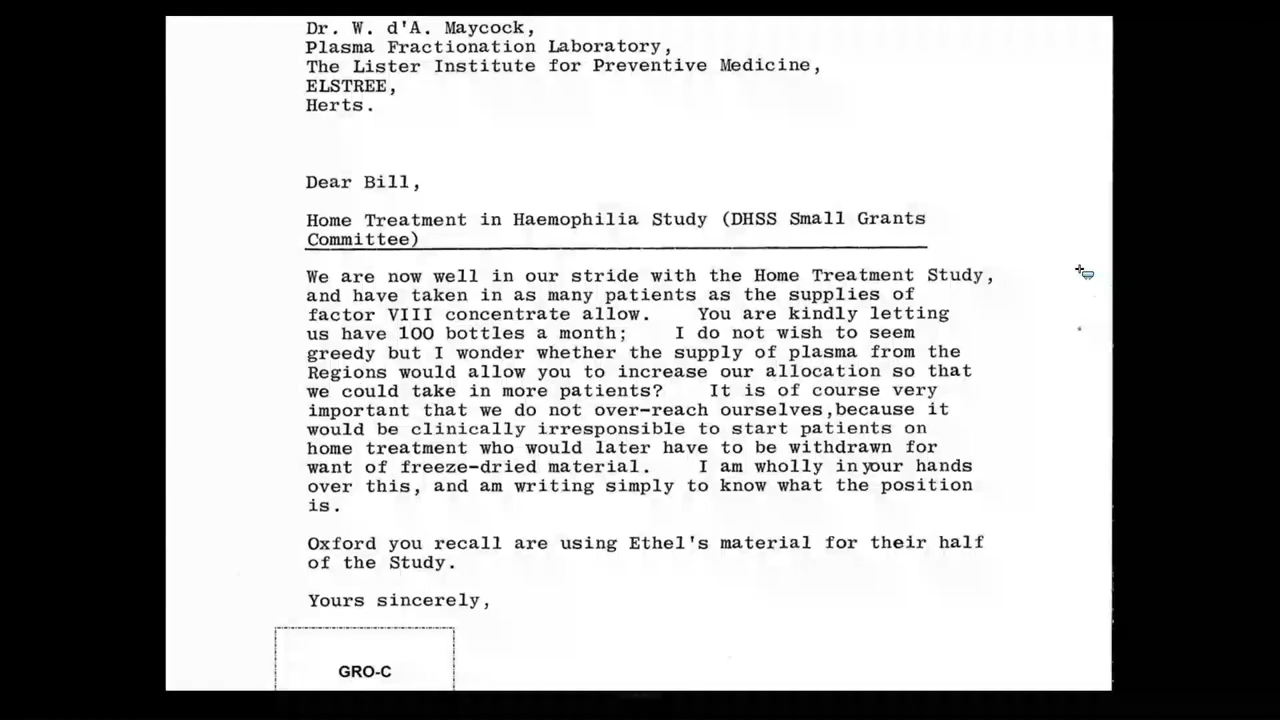 Dr. W. d'A. Maycock,
Plasma Fractionation Laboratory,
The Lister Institute for Preventive Medicine,
ELSTREE,
Herts.
Dear Bill,
Home Treatment in Haemophilia Study (DHSS Small Grants
Committee)
We are now well in our stride with the Home Treatment Study,
and have taken in as many patients as the supplies of
factor VIII concentrate allow. You are kindly letting
us have 100 bottles a month; I do not wish to seem
greedy but I wonder whether the supply of plasma from the
Regions would allow you to increase our allocation so that
we could take in more patients? It is of course very
important that we do not over-reach ourselves,because it
would be clinically irresponsible to start patients on
home treatment who would later have to be withdrawn for
want of freeze-dried material. I am wholly in your hands
over this, and am writing simply to know what the position
is.
Oxford you recall are using Ethel's material for their half
of the Study.
Yours sincerely,
GRO-C